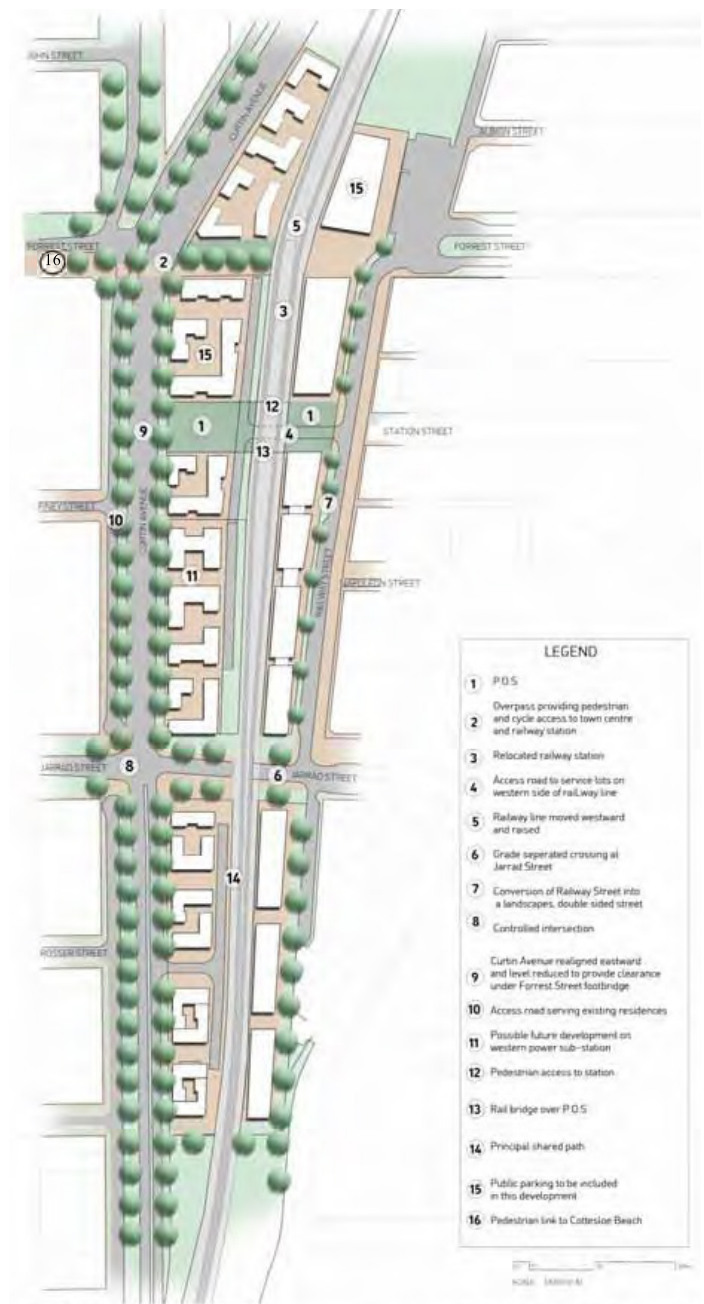 JOHN STREET
CURTIN AVENUE
ALBION STREET
15
5
FORREST STREET
16
2
FORREST STREET
3
15
12
1
1
9
4
STATION STREET
13
7
10
CURTIN AVENUE
11
RAILWAY STREET
NAPOLEON STREET
JARRAD STREET
8
6
JARRAD STREET
14
ROSSER STREET
LEGEND
1 P.O.S
2 Overpass providing pedestrian
and cycle access to town centre
and railway station
3 Relocated railway station
4 Access road to service lots on
western side of railway line
5 Railway line moved westward
and raised
6 Grade seperated crossing at
Jarrad Street
7 Conversion of Railway Street into
a landscapes, double sided street
8 Controlled intersection
9 Curtin Avenue realigned eastward
and level reduced to provide clearance
under Forrest Street footbridge
10 Access road serving existing residences
11 Possible future development on
western power sub-station
12 Pedestrian access to station
13 Rail bridge over P.O.S
14 Principal shared path
15 Public parking to be included
in this development
16 Pedestrian link to Cottesloe Beach